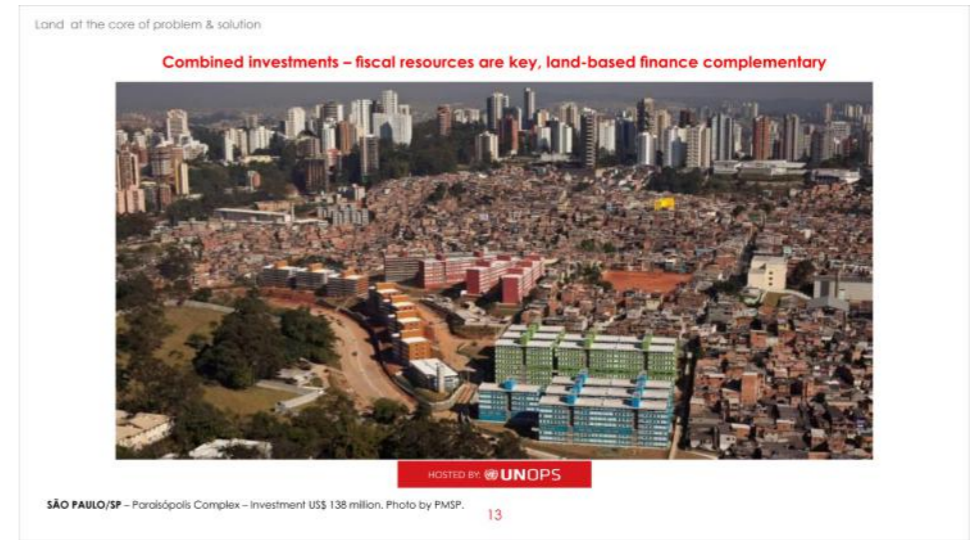 Land at the core of problem & solution
Combined investments – fiscal resources are key, land-based finance complementary
HOSTED BY: UNOPS
SÃO PAULO/SP – Paraisópolis Complex – Investment US$ 138 million. Photo by PMSP.
13